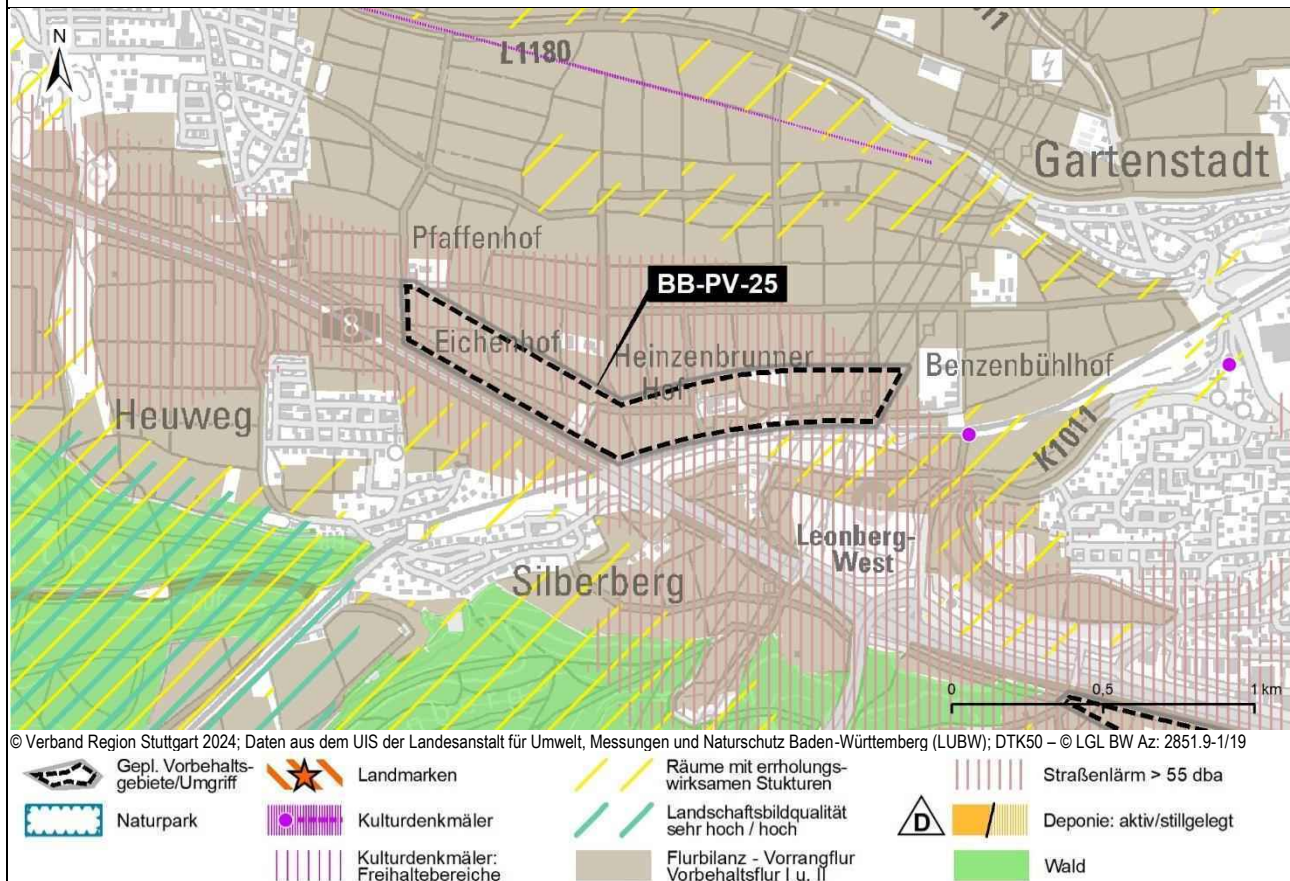 N
L1180
Gartenstadt
H
Pfaffenhof
BB-PV-25
8
Eichenhof
Heinzenbrunner
Hof
Benzenbühlhof
Heuweg
K1011
Leonberg-
West
Silberberg
0 0,5 1 km
© Verband Region Stuttgart 2024; Daten aus dem UIS der Landesanstalt für Umwelt, Messungen und Naturschutz Baden-Württemberg (LUBW); DTK50 – © LGL BW Az: 2851.9-1/19
Gepl. Vorbehalts-
gebiete/Umgriff
Landmarken
Räume mit errholungs-
wirksamen Stukturen
Straßenlärm > 55 dba
Naturpark
Kulturdenkmäler
Landschaftsbildqualität
sehr hoch / hoch
D
Deponie: aktiv/stillgelegt
Kulturdenkmäler:
Freihaltebereiche
Flurbilanz - Vorrangflur
Vorbehaltsflur I u. II
Wald